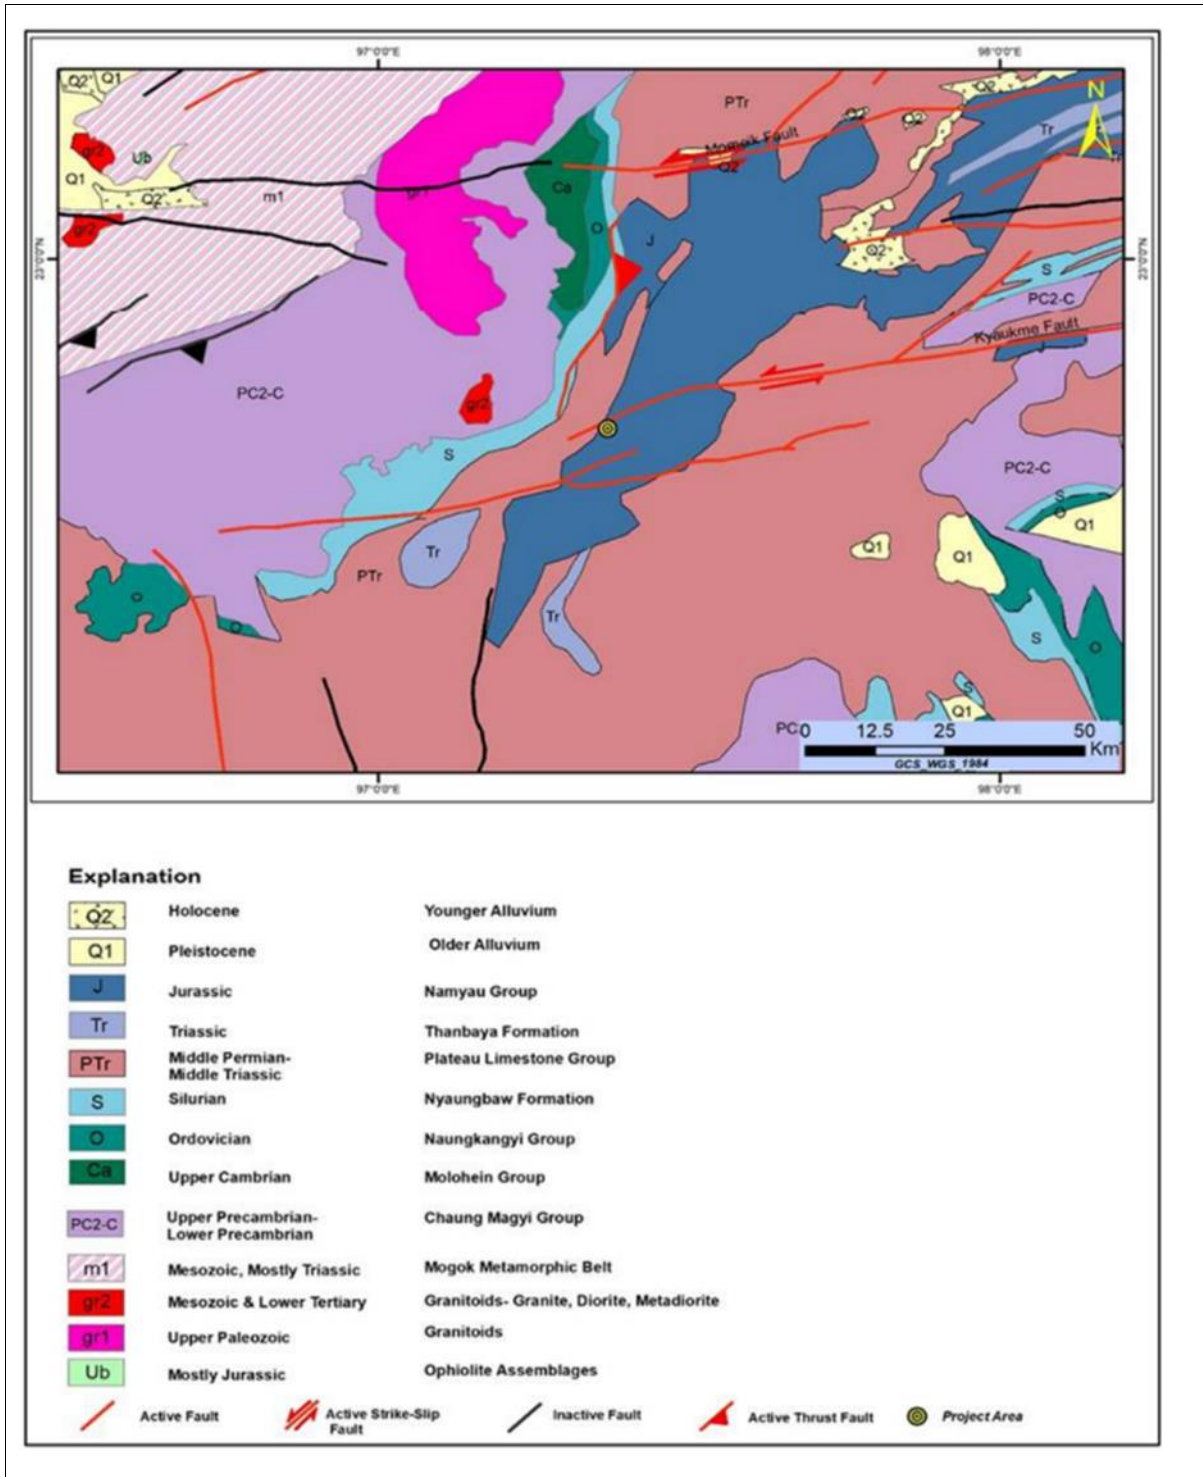 97°0'0"E 98°0'0"E
Q2 Q1 PTr Q2 N
Q2 Q2 Tr
Momeik Fault
gr2 Ub Q2
Q1 Q2 m1 gr1 Ca
gr2 O J Q2
23°0'0"N 23°0'0"N
S
PC2-C
Kyaukme Fault
J
PC2-C gr2
S PC2-C
S
O Q1
Tr Q1 Q1
PTr
O Tr
O S O
S
Q1
PC 0 12.5 25 50
Km
GCS_WGS_1984
97°0'0"E 98°0'0"E
Explanation
Q2 Holocene Younger Alluvium
Q1 Pleistocene Older Alluvium
J Jurassic Namyau Group
Tr Triassic Thanbaya Formation
PTr Middle Permian- Plateau Limestone Group
Middle Triassic
S Silurian Nyaungbaw Formation
O Ordovician Naungkangyi Group
Ca Upper Cambrian Molohein Group
PC2-C Upper Precambrian- Chaung Magyi Group
Lower Precambrian
m1 Mesozoic, Mostly Triassic Mogok Metamorphic Belt
gr2 Mesozoic & Lower Tertiary Granitoids- Granite, Diorite, Metadiorite
gr1 Upper Paleozoic Granitoids
Ub Mostly Jurassic Ophiolite Assemblages
Active Fault Active Strike-Slip Inactive Fault Active Thrust Fault Project Area
Fault